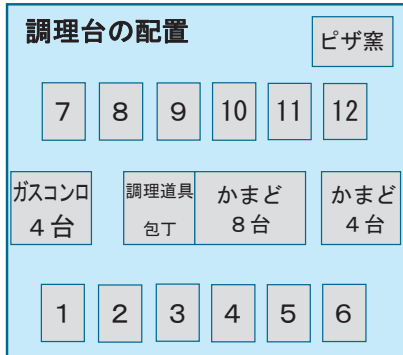 調理台の配置
ピザ窯
7 8 9 10 11 12
ガスコンロ
4台
調理道具
包丁
かまど
8台
かまど
4台
1 2 3 4 5 6